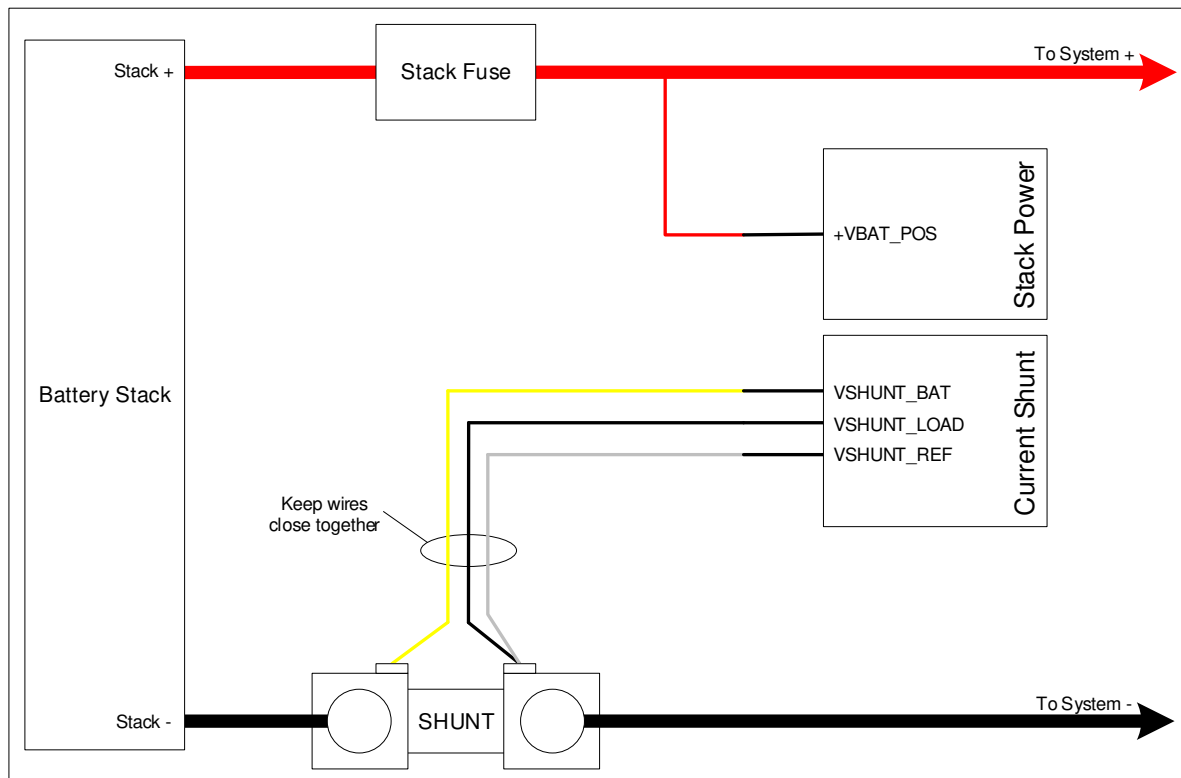 Stack +
Stack Fuse
To System +
+VBAT_POS
Stack Power
Battery Stack
VSHUNT_BAT
VSHUNT_LOAD
VSHUNT_REF
Current Shunt
Keep wires
close together
Stack -
SHUNT
To System -